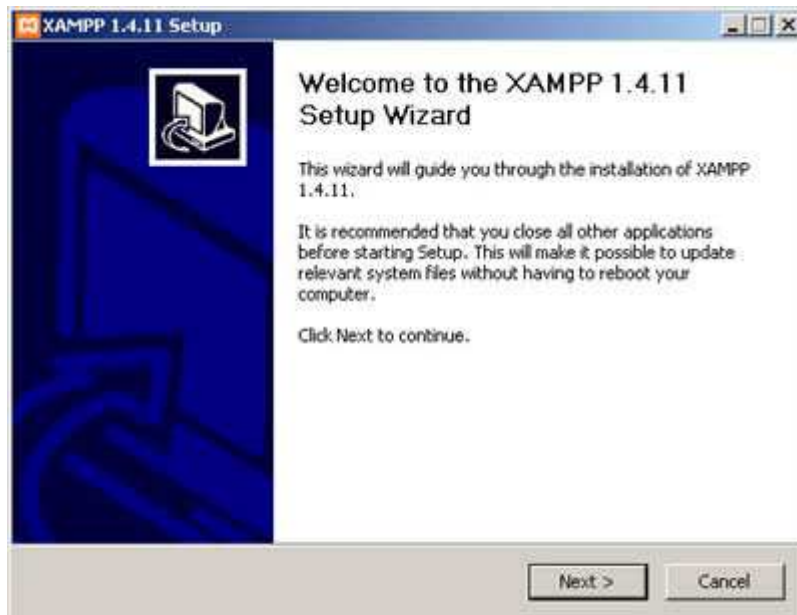 XAMPP 1.4.11 Setup
Welcome to the XAMPP 1.4.11
Setup Wizard
This wizard will guide you through the installation of XAMPP
1.4.11.
It is recommended that you close all other applications
before starting Setup. This will make it possible to update
relevant system files without having to reboot your
computer.
Click Next to continue.
Next > Cancel